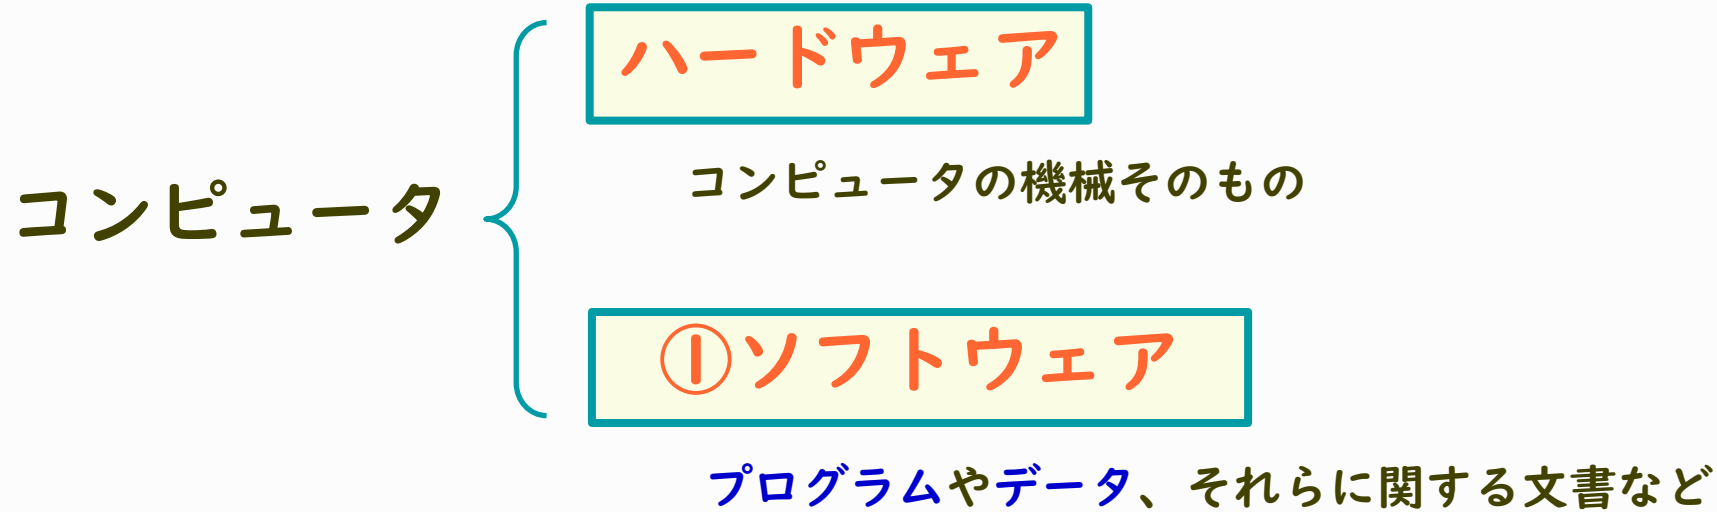 ハードウェア
コンピュータの機械そのもの
コンピュータ
①ソフトウェア
プログラムやデータ、それらに関する文書など